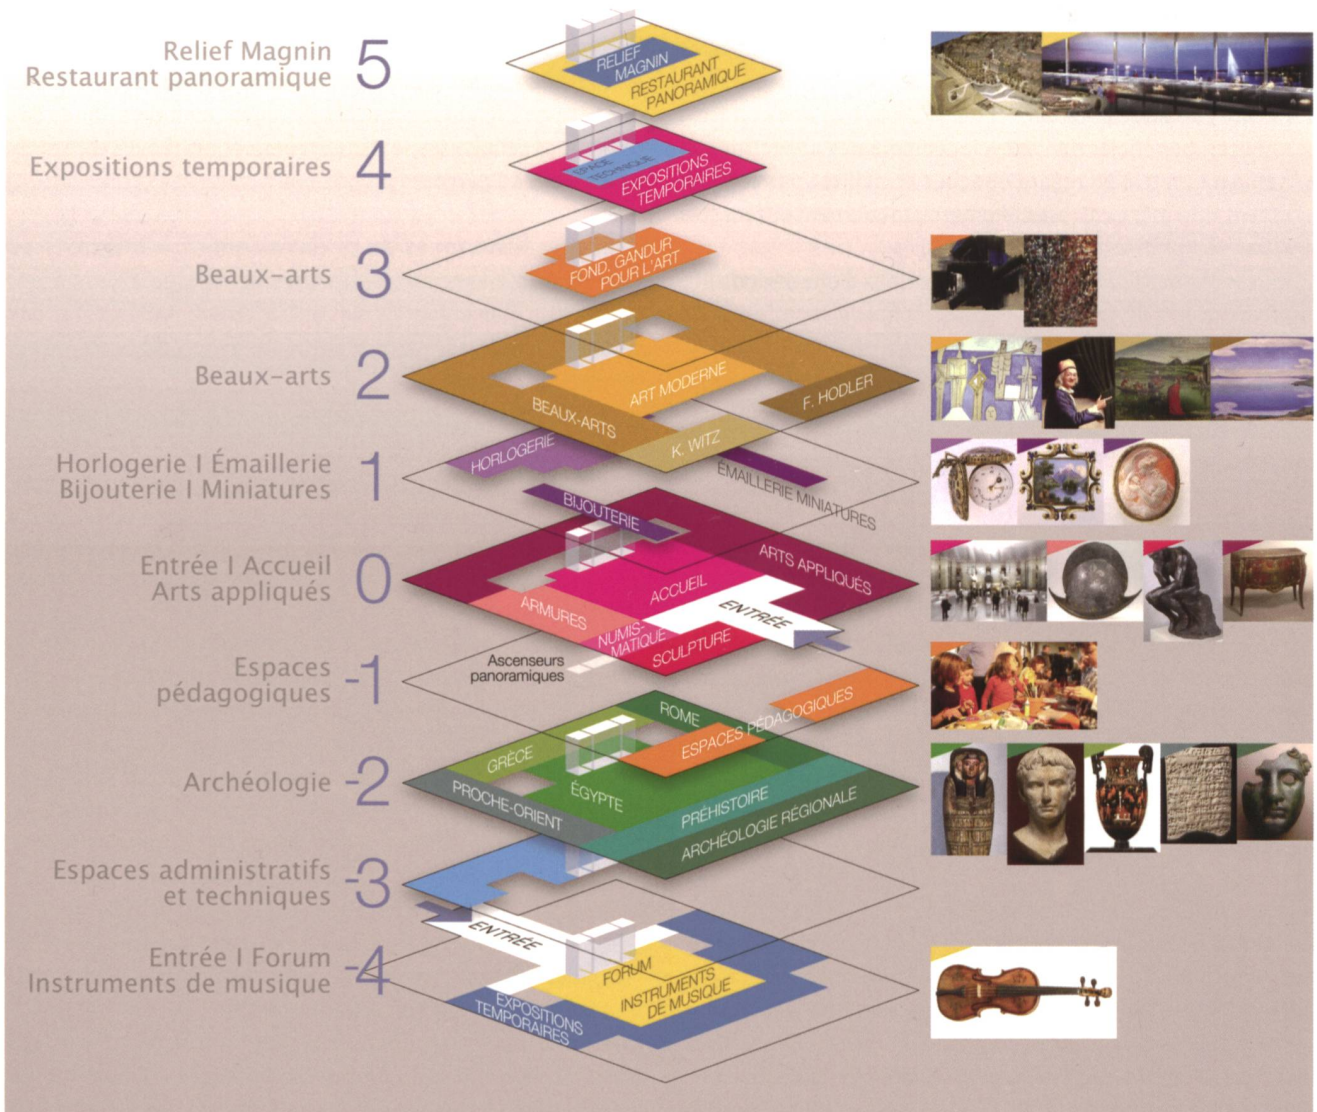 Relief Magnin
Restaurant panoramique
5
RELIEF
MAGNIN
RESTAURANT
PANORAMIQUE
Expositions temporaires
4
ESPACE
TECHNIQUE
EXPOSITIONS
TEMPORAIRES
Beaux-arts
3
FOND. GANDUR
POUR L'ART
Beaux-arts
2
ART MODERNE
BEAUX-ARTS
F. HODLER
K. WITZ
Horlogerie I Émaillerie
Bijouterie I Miniatures
1
HORLOGERIE
ÉMAILLERIE MINIATURES
BIJOUTERIE
Entrée I Accueil
Arts appliqués
0
ARTS APPLIQUÉS
ACCUEIL
ARMURES
ENTRÉE
NUMIS-
MATIQUE
SCULPTURE
Ascenseurs
panoramiques
Espaces
pédagogiques
-1
ESPACES PÉDAGOGIQUES
Archéologie
-2
ROME
GRÈCE
ÉGYPTE
PROCHE-ORIENT
PRÉHISTOIRE
ARCHÉOLOGIE RÉGIONALE
Espaces administratifs
et techniques
-3
Entrée I Forum
Instruments de musique
-4
ENTRÉE
FORUM
INSTRUMENTS
DE MUSIQUE
EXPOSITIONS
TEMPORAIRES